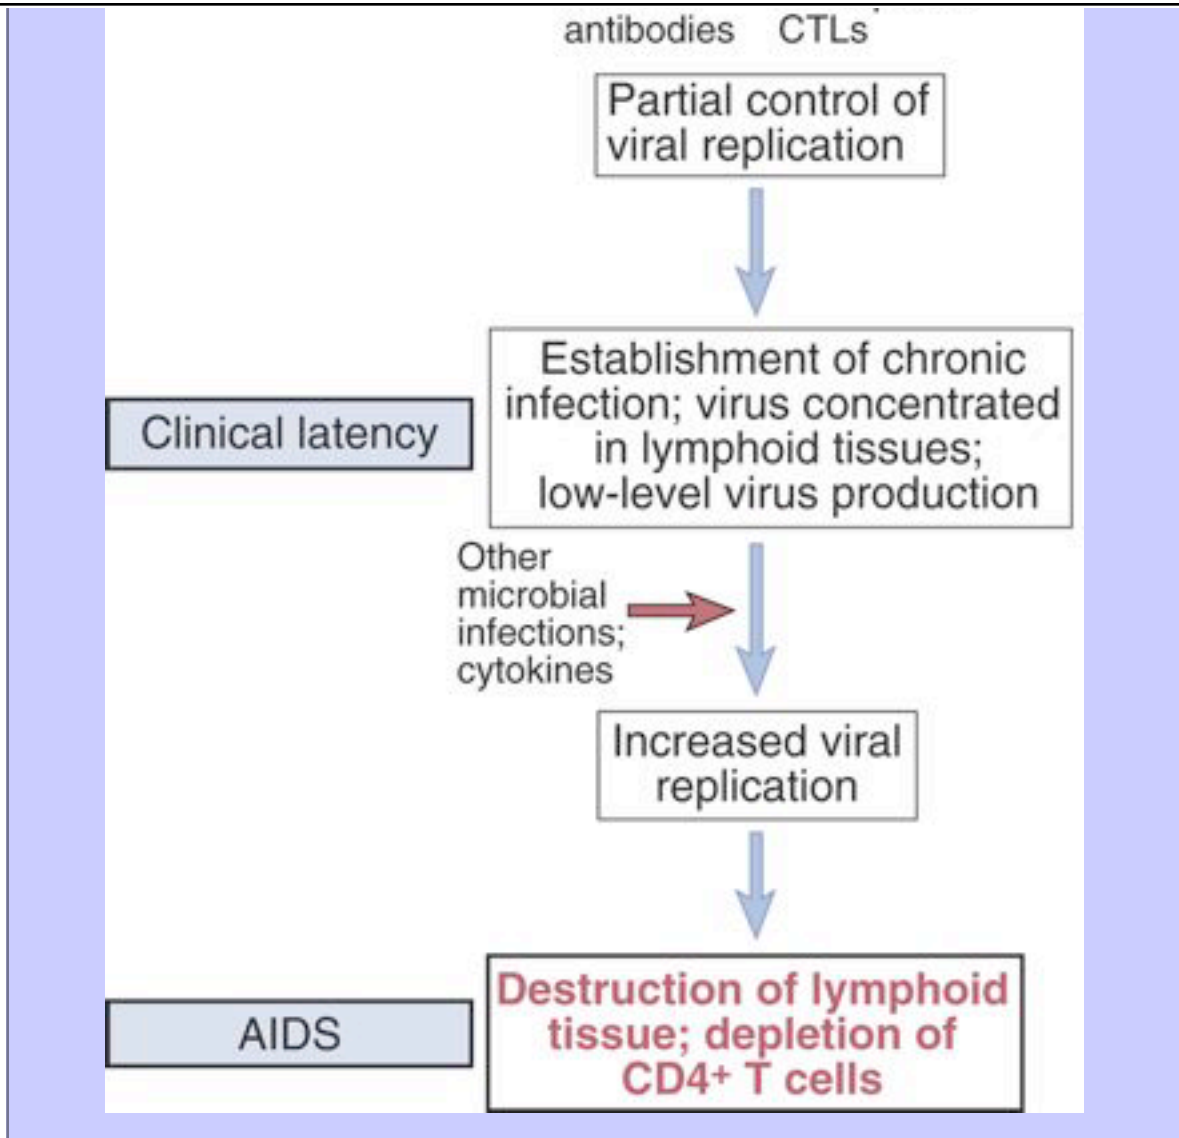 antibodies CTLs
Partial control of
viral replication
Establishment of chronic
infection; virus concentrated
in lymphoid tissues;
low-level virus production
Clinical latency
Other
microbial
infections;
cytokines
Increased viral
replication
Destruction of lymphoid
tissue; depletion of
CD4+ T cells
AIDS